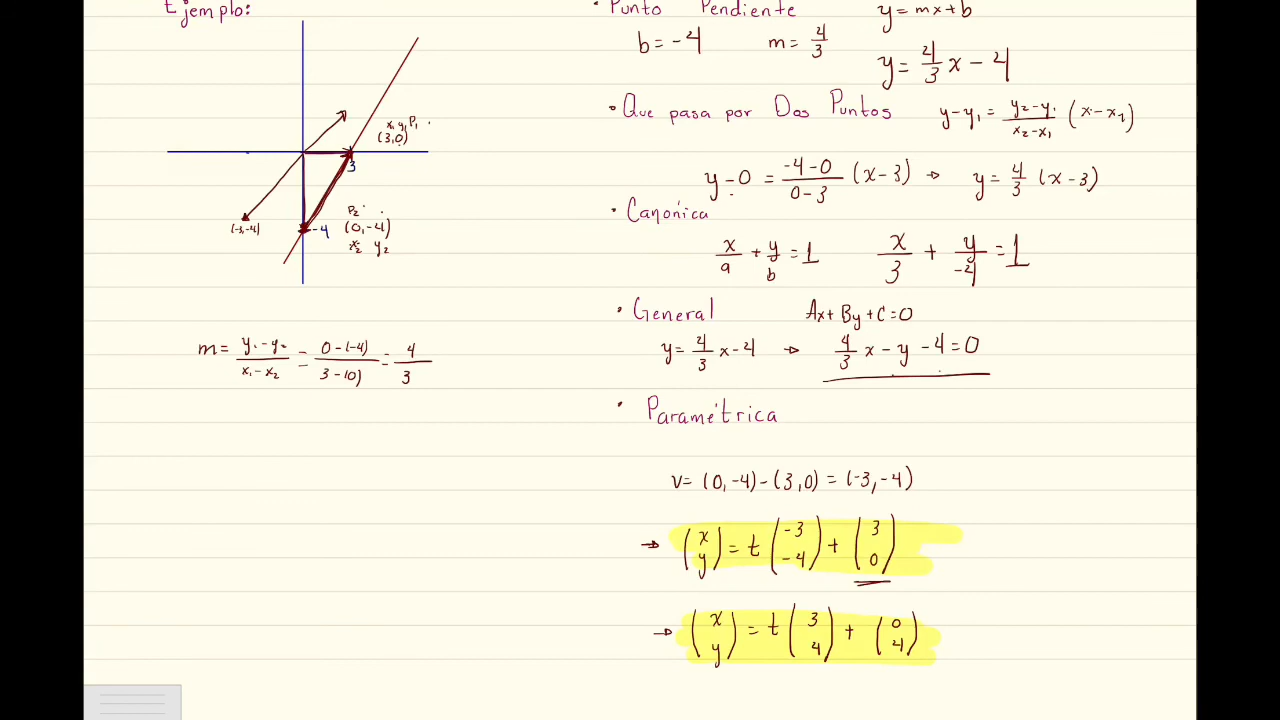 Ejemplo:
x₁ y₁ P₁
(3,0)
3
P₂
(0,-4)
x₂ y₂
-4
(-3,-4)
m = y₁-y₂ / x₁-x₂ = 0-(-4) / 3-(0) = 4/3
• Punto Pendiente y = mx+b
b = -4 m = 4/3 y = 4/3 x - 4
• Que pasa por Dos Puntos y-y₁ = y₂-y₁ / x₂-x₁ (x-x₁)
y-0 = -4-0 / 0-3 (x-3) → y = 4/3 (x-3)
• Canonica
x/a + y/b = 1 x/3 + y/-4 = 1
• General Ax+By+C=0
y = 4/3 x-4 → 4/3 x - y - 4 = 0
• Paramétrica
v = (0,-4)-(3,0) = (-3,-4)
→ (x y) = t (-3 -4) + (3 0)
→ (x y) = t (3 4) + (0 4)